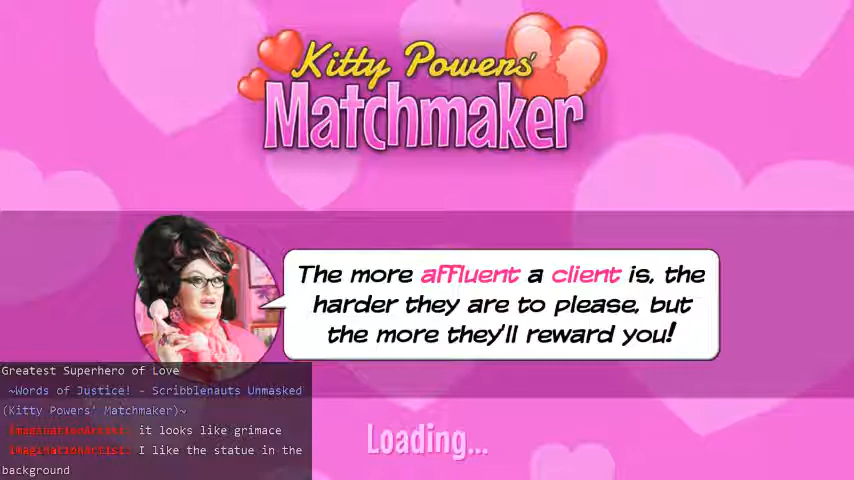 Kitty Powers'
Matchmaker
The more affluent a client is, the
harder they are to please, but
the more they'll reward you!
Greatest Superhero of Love
~Words of Justice! - Scribblenauts Unmasked
(Kitty Powers' Matchmaker)~
ImaginationArtist: it looks like grimace
ImaginationArtist: I like the statue in the
background
Loading...